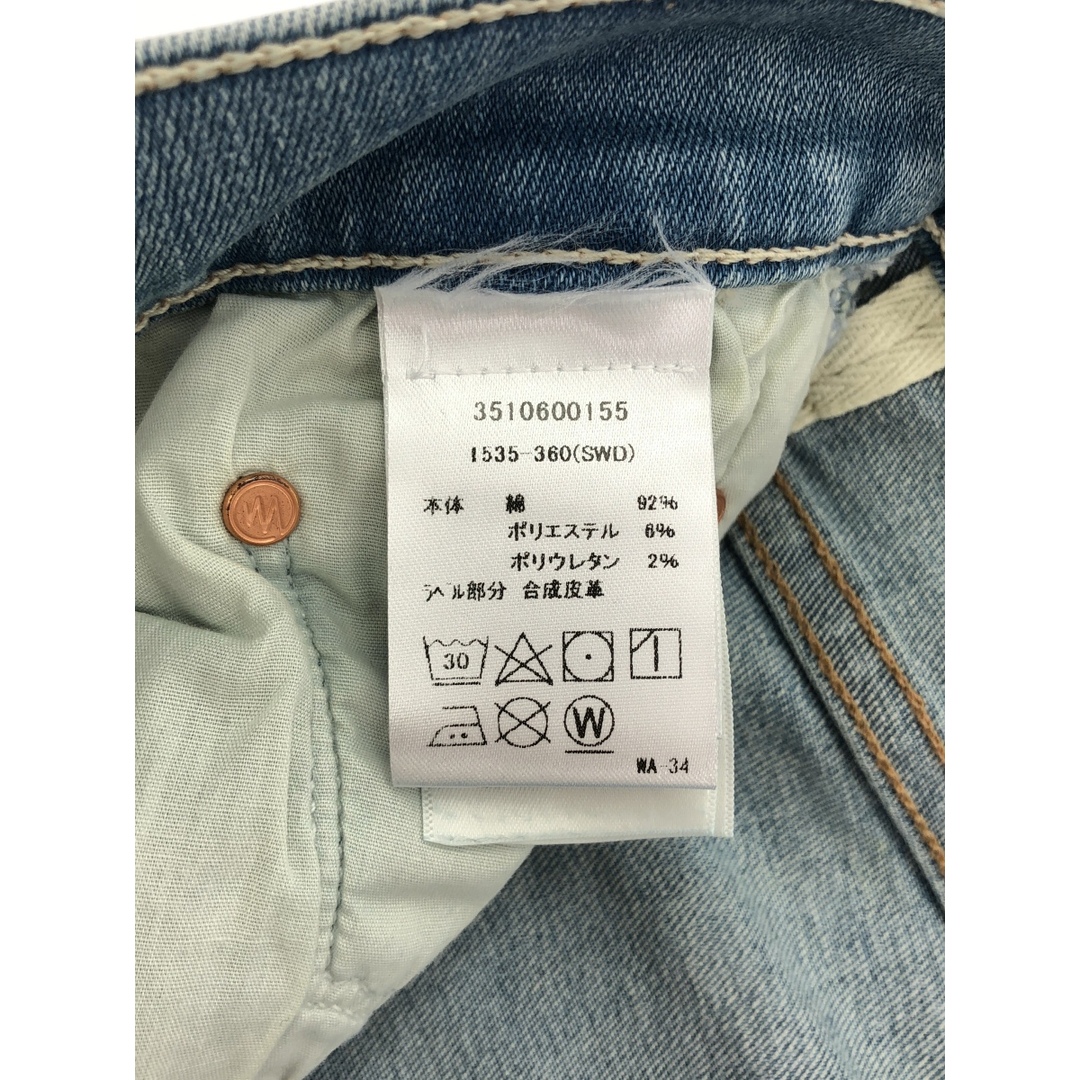 3510600155
1535-360(SWD)
本体 綿 92%
ポリエステル 6%
ポリウレタン 2%
ラベル部分 合成皮革
30
W
WA-34
W